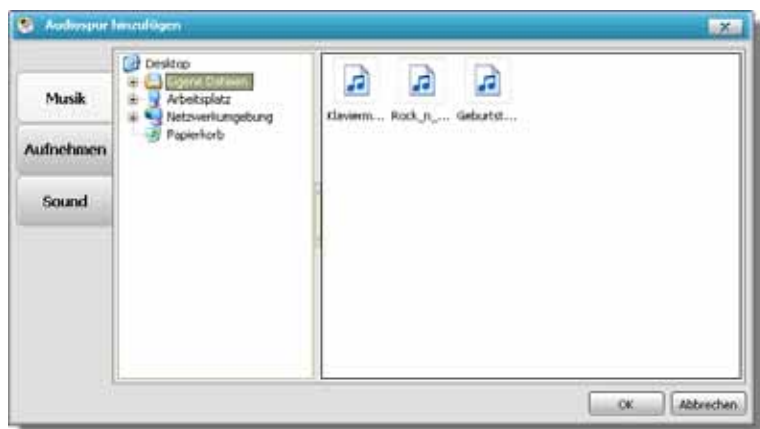 Audiospur hinzufügen
Musik
Aufnehmen
Sound
Desktop
Eigene Dateien
Arbeitsplatz
Netzwerkumgebung
Papierkorb
Klavierm... Rock_n_... Geburtst...
OK Abbrechen